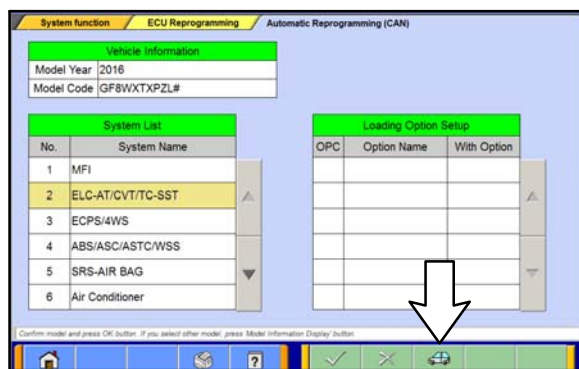 System function ECU Reprogramming Automatic Reprogramming (CAN)
Vehicle Information
Model Year 2016
Model Code GF8WXTXPZL#
System List
No. System Name
1 MFI
2 ELC-AT/CVT/TC-SST
3 ECPS/4WS
4 ABS/ASC/ASTC/WSS
5 SRS-AIR BAG
6 Air Conditioner
Loading Option Setup
OPC Option Name With Option
Confirm model and press OK button. If you select other model, press 'Model Information Display' button.
?